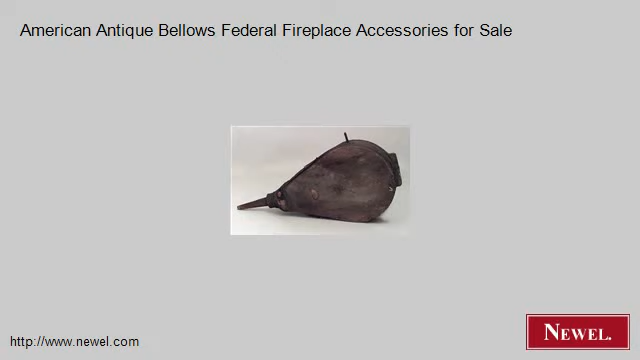 American Antique Bellows Federal Fireplace Accessories for Sale
http://www.newel.com
NEWEL.